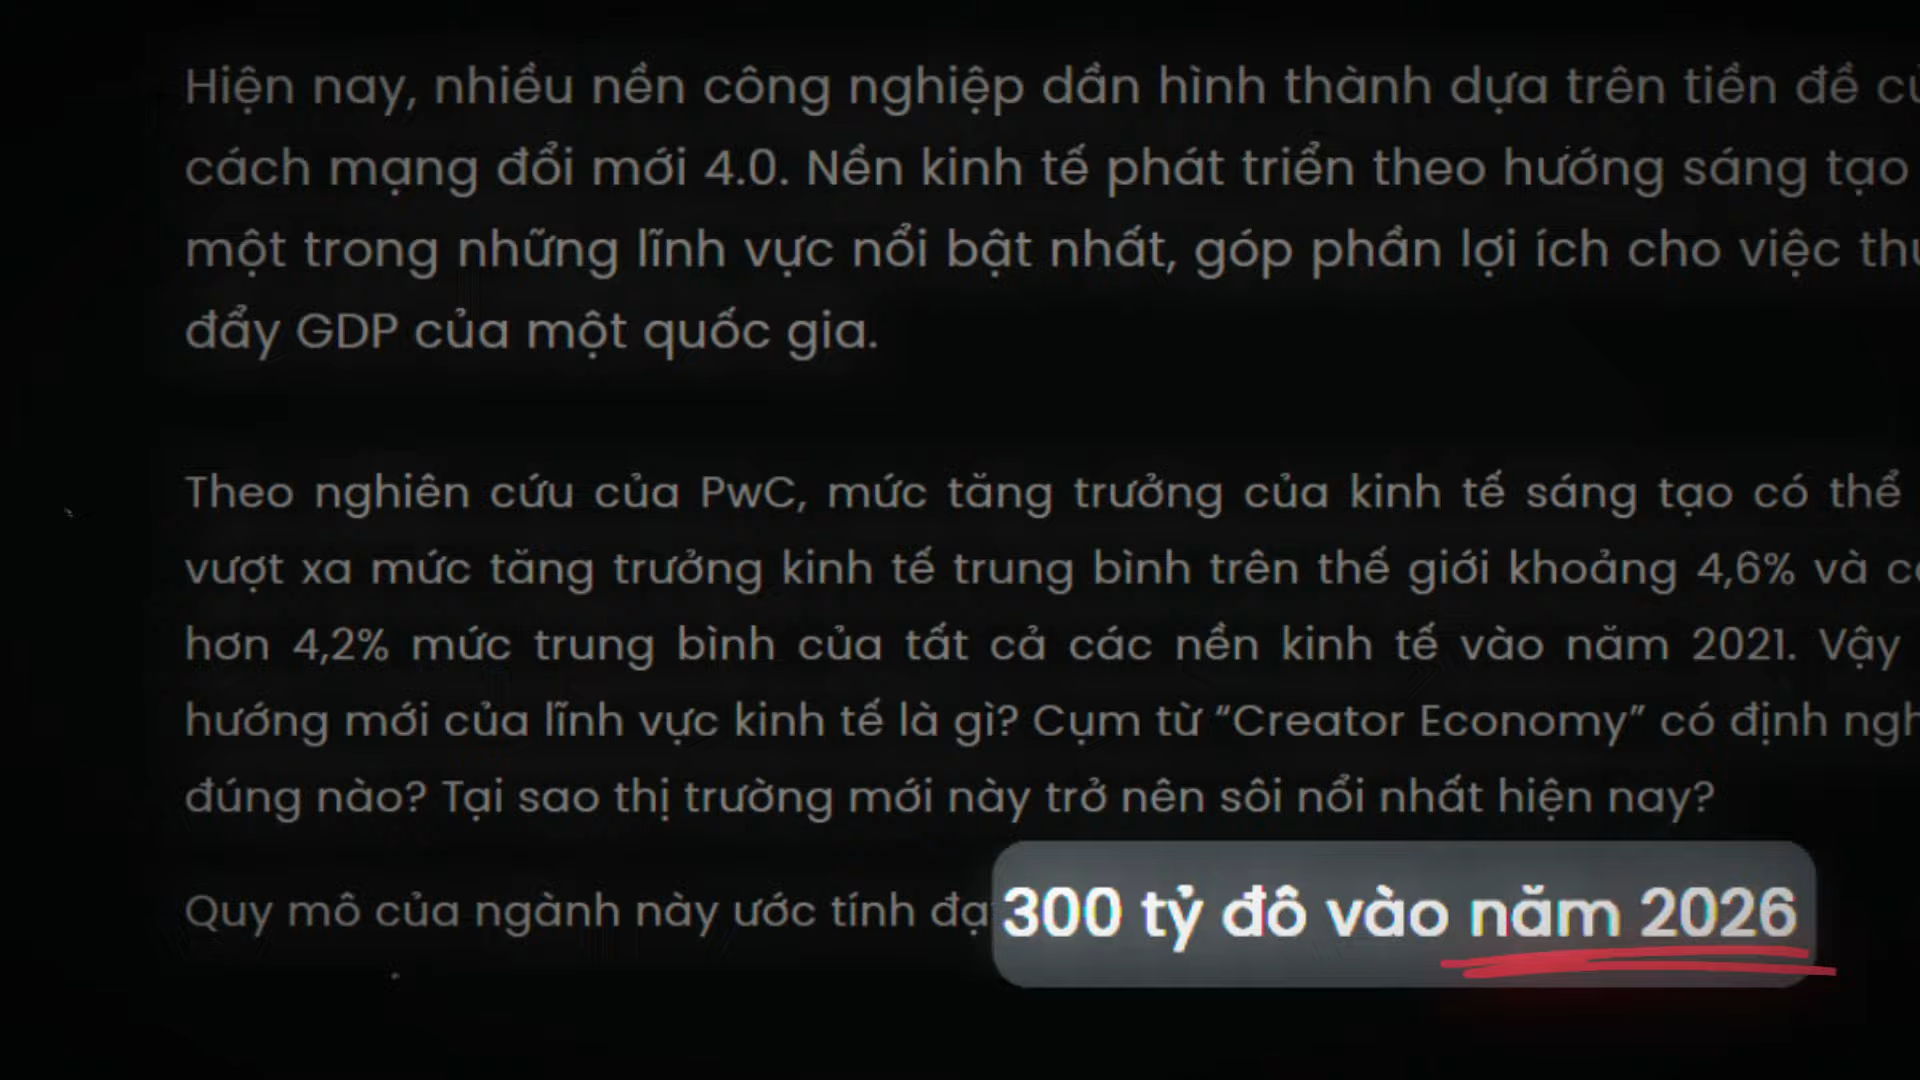 Hiện nay, nhiều nền công nghiệp dần hình thành dựa trên tiền đề
cách mạng đổi mới 4.0. Nền kinh tế phát triển theo hướng sáng tạo
một trong những lĩnh vực nổi bật nhất, góp phần lợi ích cho việc
đẩy GDP của một quốc gia.
Theo nghiên cứu của PwC, mức tăng trưởng của kinh tế sáng tạo có thể
vượt xa mức tăng trưởng kinh tế trung bình trên thế giới khoảng 4,6% và
hơn 4,2% mức trung bình của tất cả các nền kinh tế vào năm 2021. Vậy
hướng mới của lĩnh vực kinh tế là gì? Cụm từ “Creator Economy” có định
đúng nào? Tại sao thị trường mới này trở nên sôi nổi nhất hiện nay?
Quy mô của ngành này ước tính 300 tỷ đô vào năm 2026